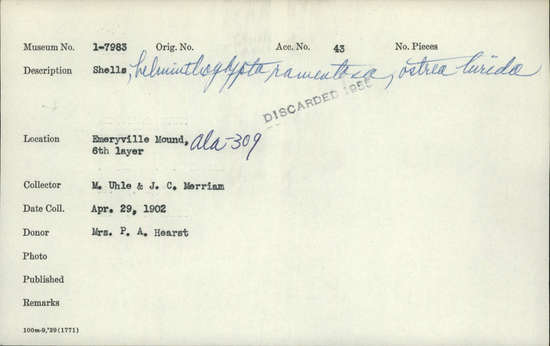 Museum No. 1-7983 Orig. No. Acc. No. 43 No. Pieces
Description Shells, helminthoglypta ramentosa, ostrea lurida
DISCARDED 1958
Location Emeryville Mound, Ala-309
6th layer
Collector M. Uhle & J. C. Merriam
Date Coll. Apr. 29, 1902
Donor Mrs. P. A. Hearst
Photo
Published
Remarks
100m-9,'29(1771)